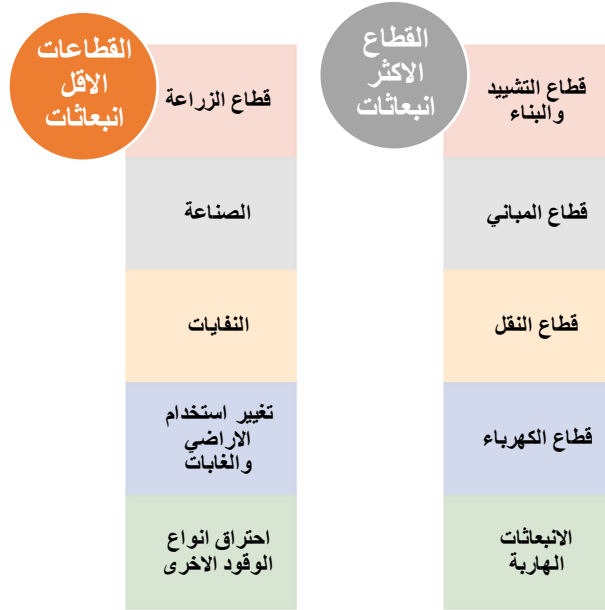 القطاع
الاكثر
انبعاثات
قطاع التشييد
والبناء
قطاع المباني
قطاع النقل
قطاع الكهرباء
الانبعاثات
الهاربة
القطاعات
الاقل
انبعاثات
قطاع الزراعة
الصناعة
النفايات
تغيير استخدام
الاراضي
والغابات
احتراق انواع
الوقود الاخرى